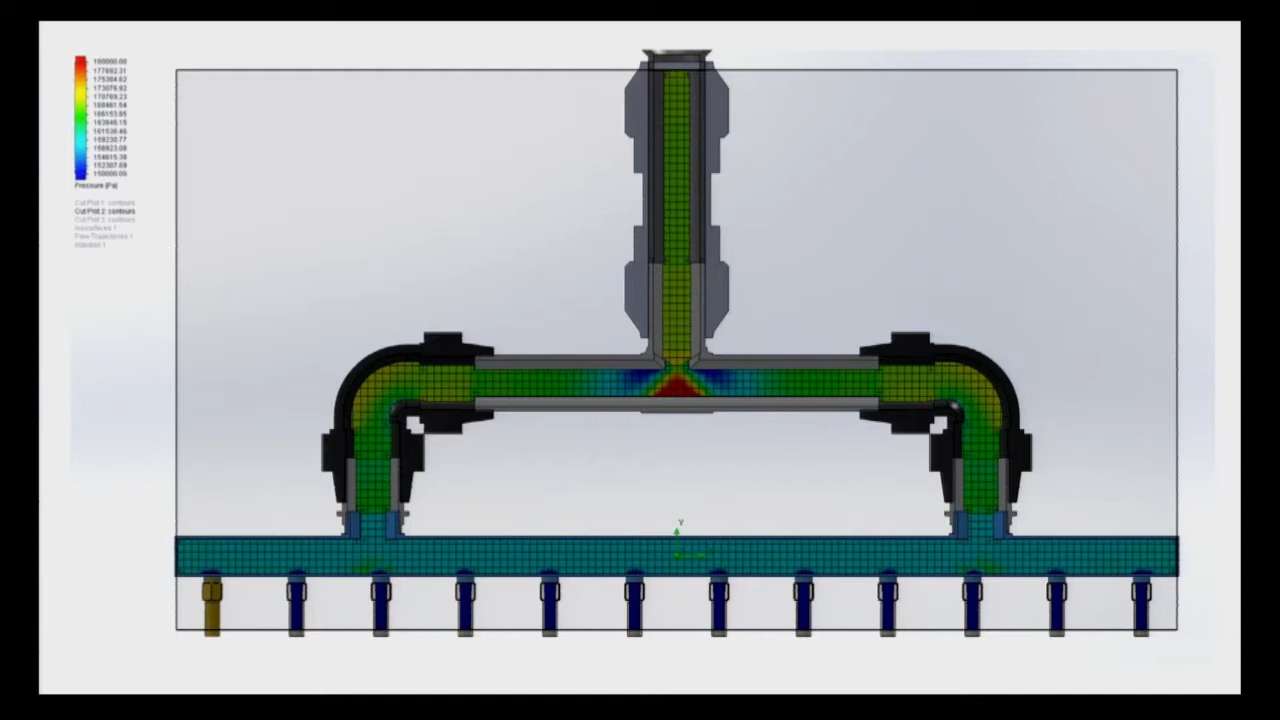 180000.00
177692.31
175384.62
173076.92
170769.23
168461.54
166153.85
163846.15
161538.46
159230.77
156923.08
154615.38
152307.69
150000.00
Pressure [Pa]
Cut Plot 1: contours
Cut Plot 2: contours
Cut Plot 3: contours
Isosurfaces 1
Flow Trajectories 1
Injection 1
Y